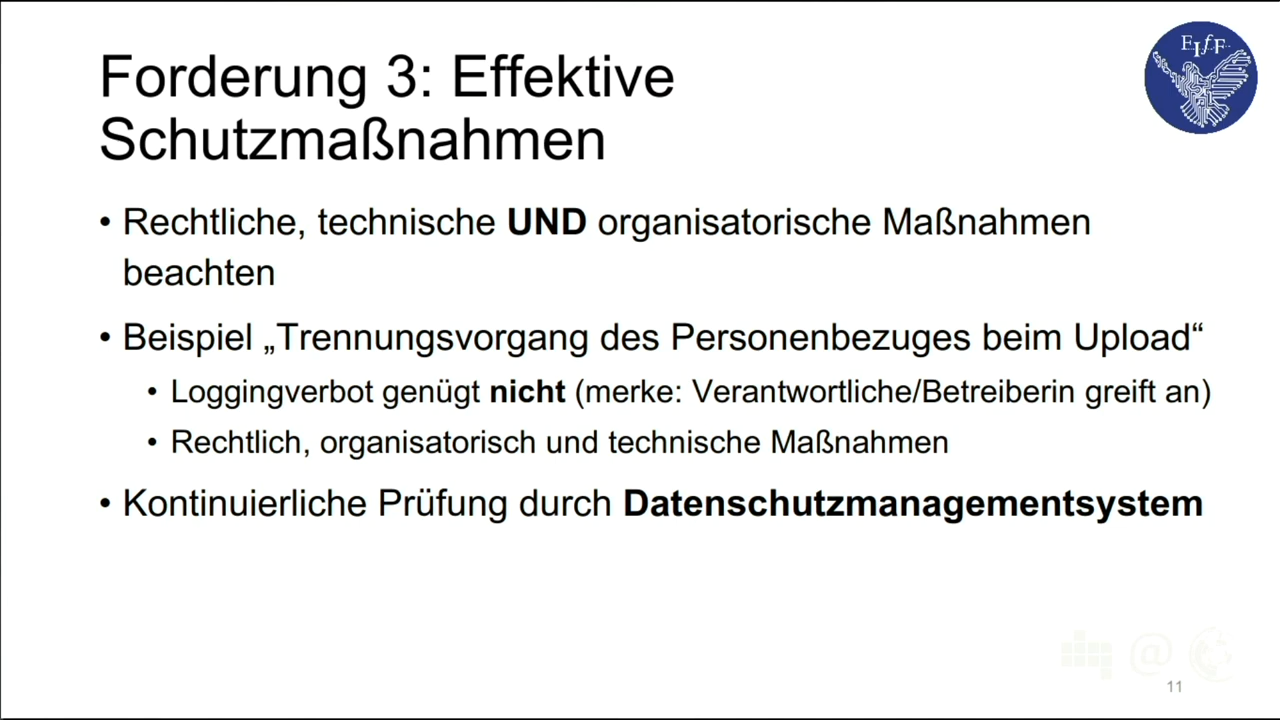 FIfF
Forderung 3: Effektive
Schutzmaßnahmen
• Rechtliche, technische UND organisatorische Maßnahmen
beachten
• Beispiel „Trennungsvorgang des Personenbezuges beim Upload“
• Loggingverbot genügt nicht (merke: Verantwortliche/Betreiberin greift an)
• Rechtlich, organisatorisch und technische Maßnahmen
• Kontinuierliche Prüfung durch Datenschutzmanagementsystem
11